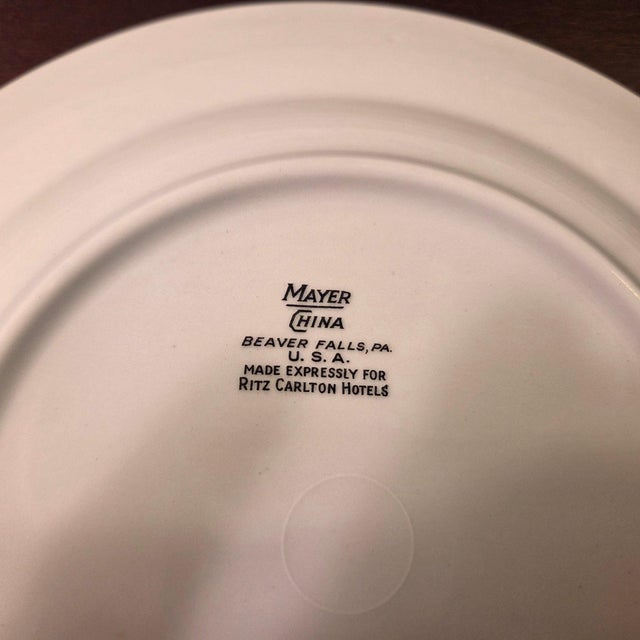 MAYER
CHINA
BEAVER FALLS, PA.
U. S. A.
MADE EXPRESSLY FOR
RITZ CARLTON HOTELS